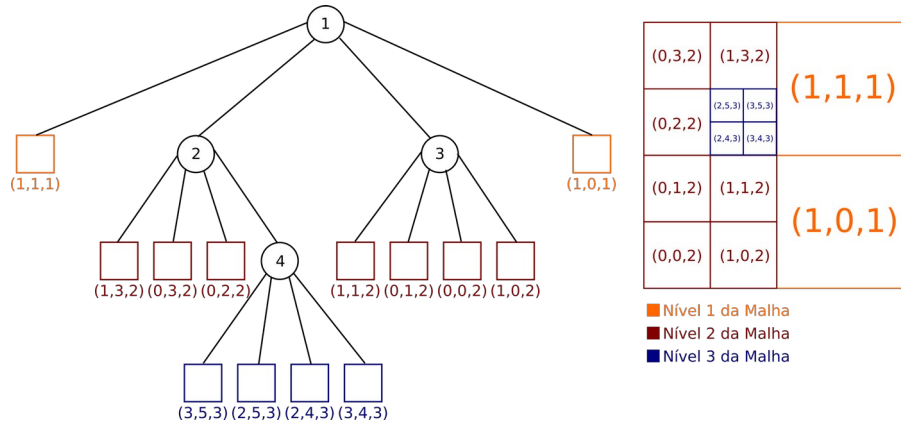 1
(0,3,2) (1,3,2)
(1,1,1)
(2,5,3) (3,5,3)
(0,2,2)
(2,4,3) (3,4,3)
2
3
(1,1,1)
(1,0,1)
(0,1,2) (1,1,2)
(1,0,1)
(0,0,2) (1,0,2)
4
(1,3,2) (0,3,2) (0,2,2)
(1,1,2) (0,1,2) (0,0,2) (1,0,2)
Nível 1 da Malha
Nível 2 da Malha
Nível 3 da Malha
(3,5,3) (2,5,3) (2,4,3) (3,4,3)